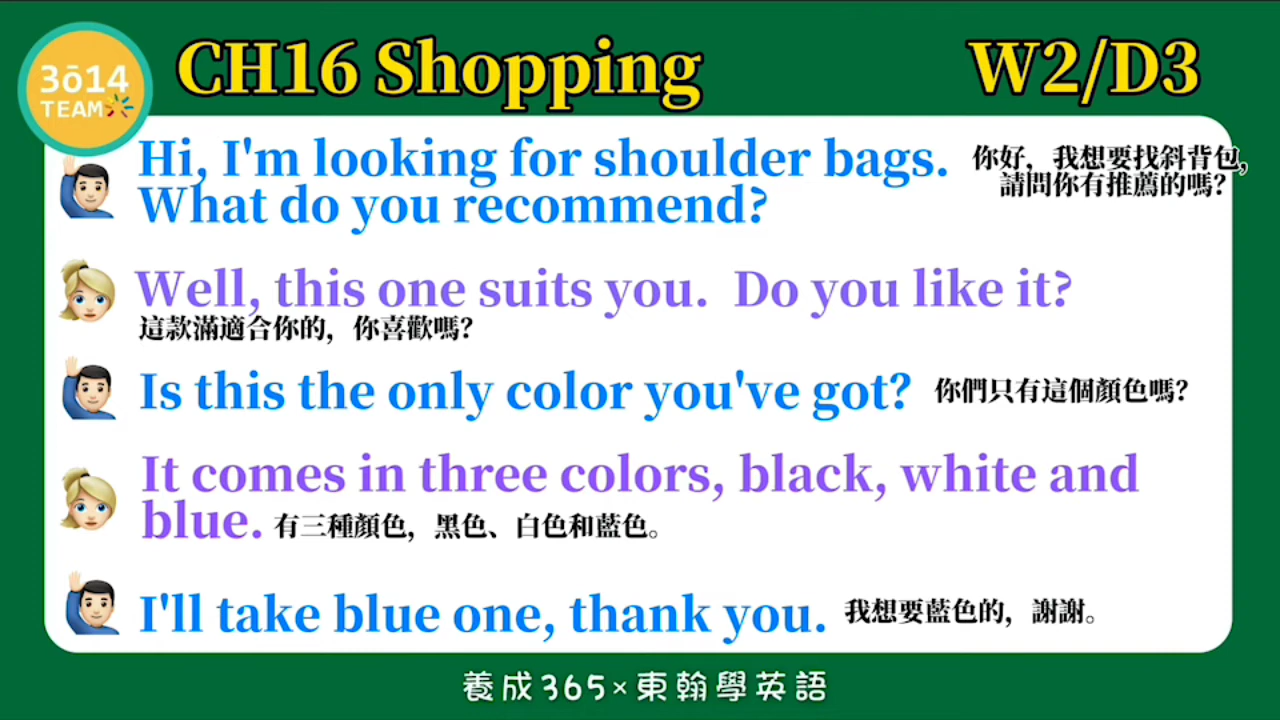 3ō14
TEAM
CH16 Shopping
W2/D3
Hi, I'm looking for shoulder bags.
What do you recommend?
你好，我想要找斜背包，
請問你有推薦的嗎？
Well, this one suits you. Do you like it?
這款滿適合你的，你喜歡嗎？
Is this the only color you've got?
你們只有這個顏色嗎？
It comes in three colors, black, white and
blue. 有三種顏色，黑色、白色和藍色。
I'll take blue one, thank you.
我想要藍色的，謝謝。
養成365×東翰學英語